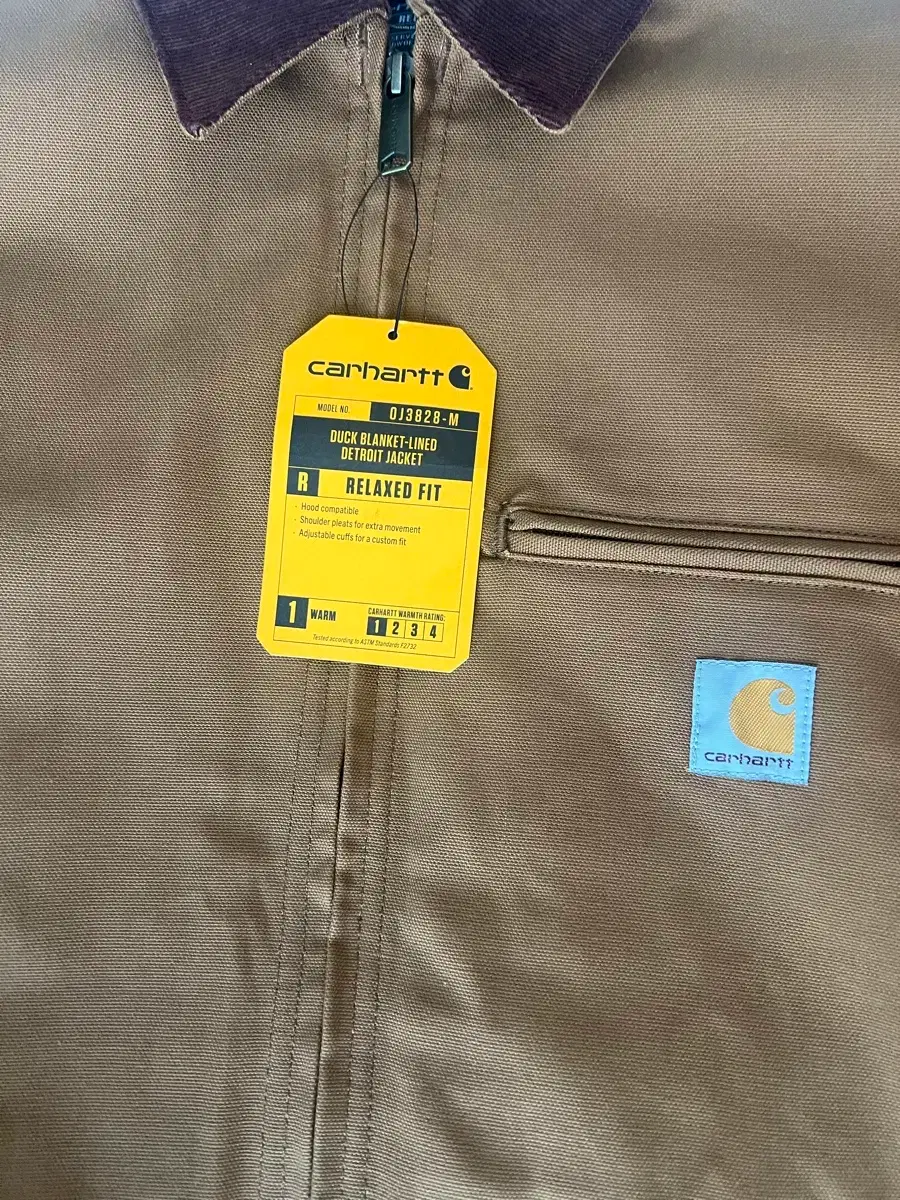 carhartt
MODEL NO. OJ3828-M
DUCK BLANKET-LINED
DETROIT JACKET
R RELAXED FIT
· Hood compatible
· Shoulder pleats for extra movement
· Adjustable cuffs for a custom fit
1 WARM
CARHARTT WARMTH RATING:
1 2 3 4
Tested according to ASTM Standards F2732
carhartt